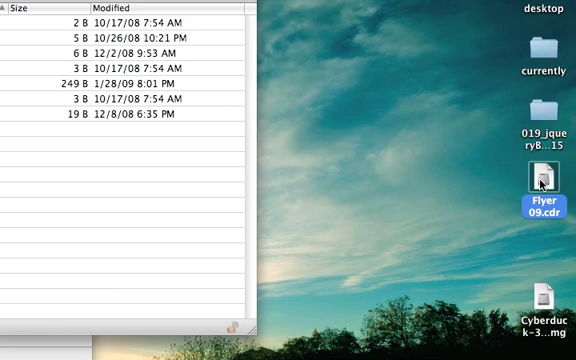 Size Modified
2 B 10/17/08 7:54 AM
5 B 10/26/08 10:21 PM
6 B 12/2/08 9:53 AM
3 B 10/17/08 7:54 AM
249 B 1/28/09 8:01 PM
3 B 10/17/08 7:54 AM
19 B 12/8/08 6:35 PM
desktop
currently
019_jque
ryB...15
Flyer
09.cdr
Cyberduc
k-3...mg